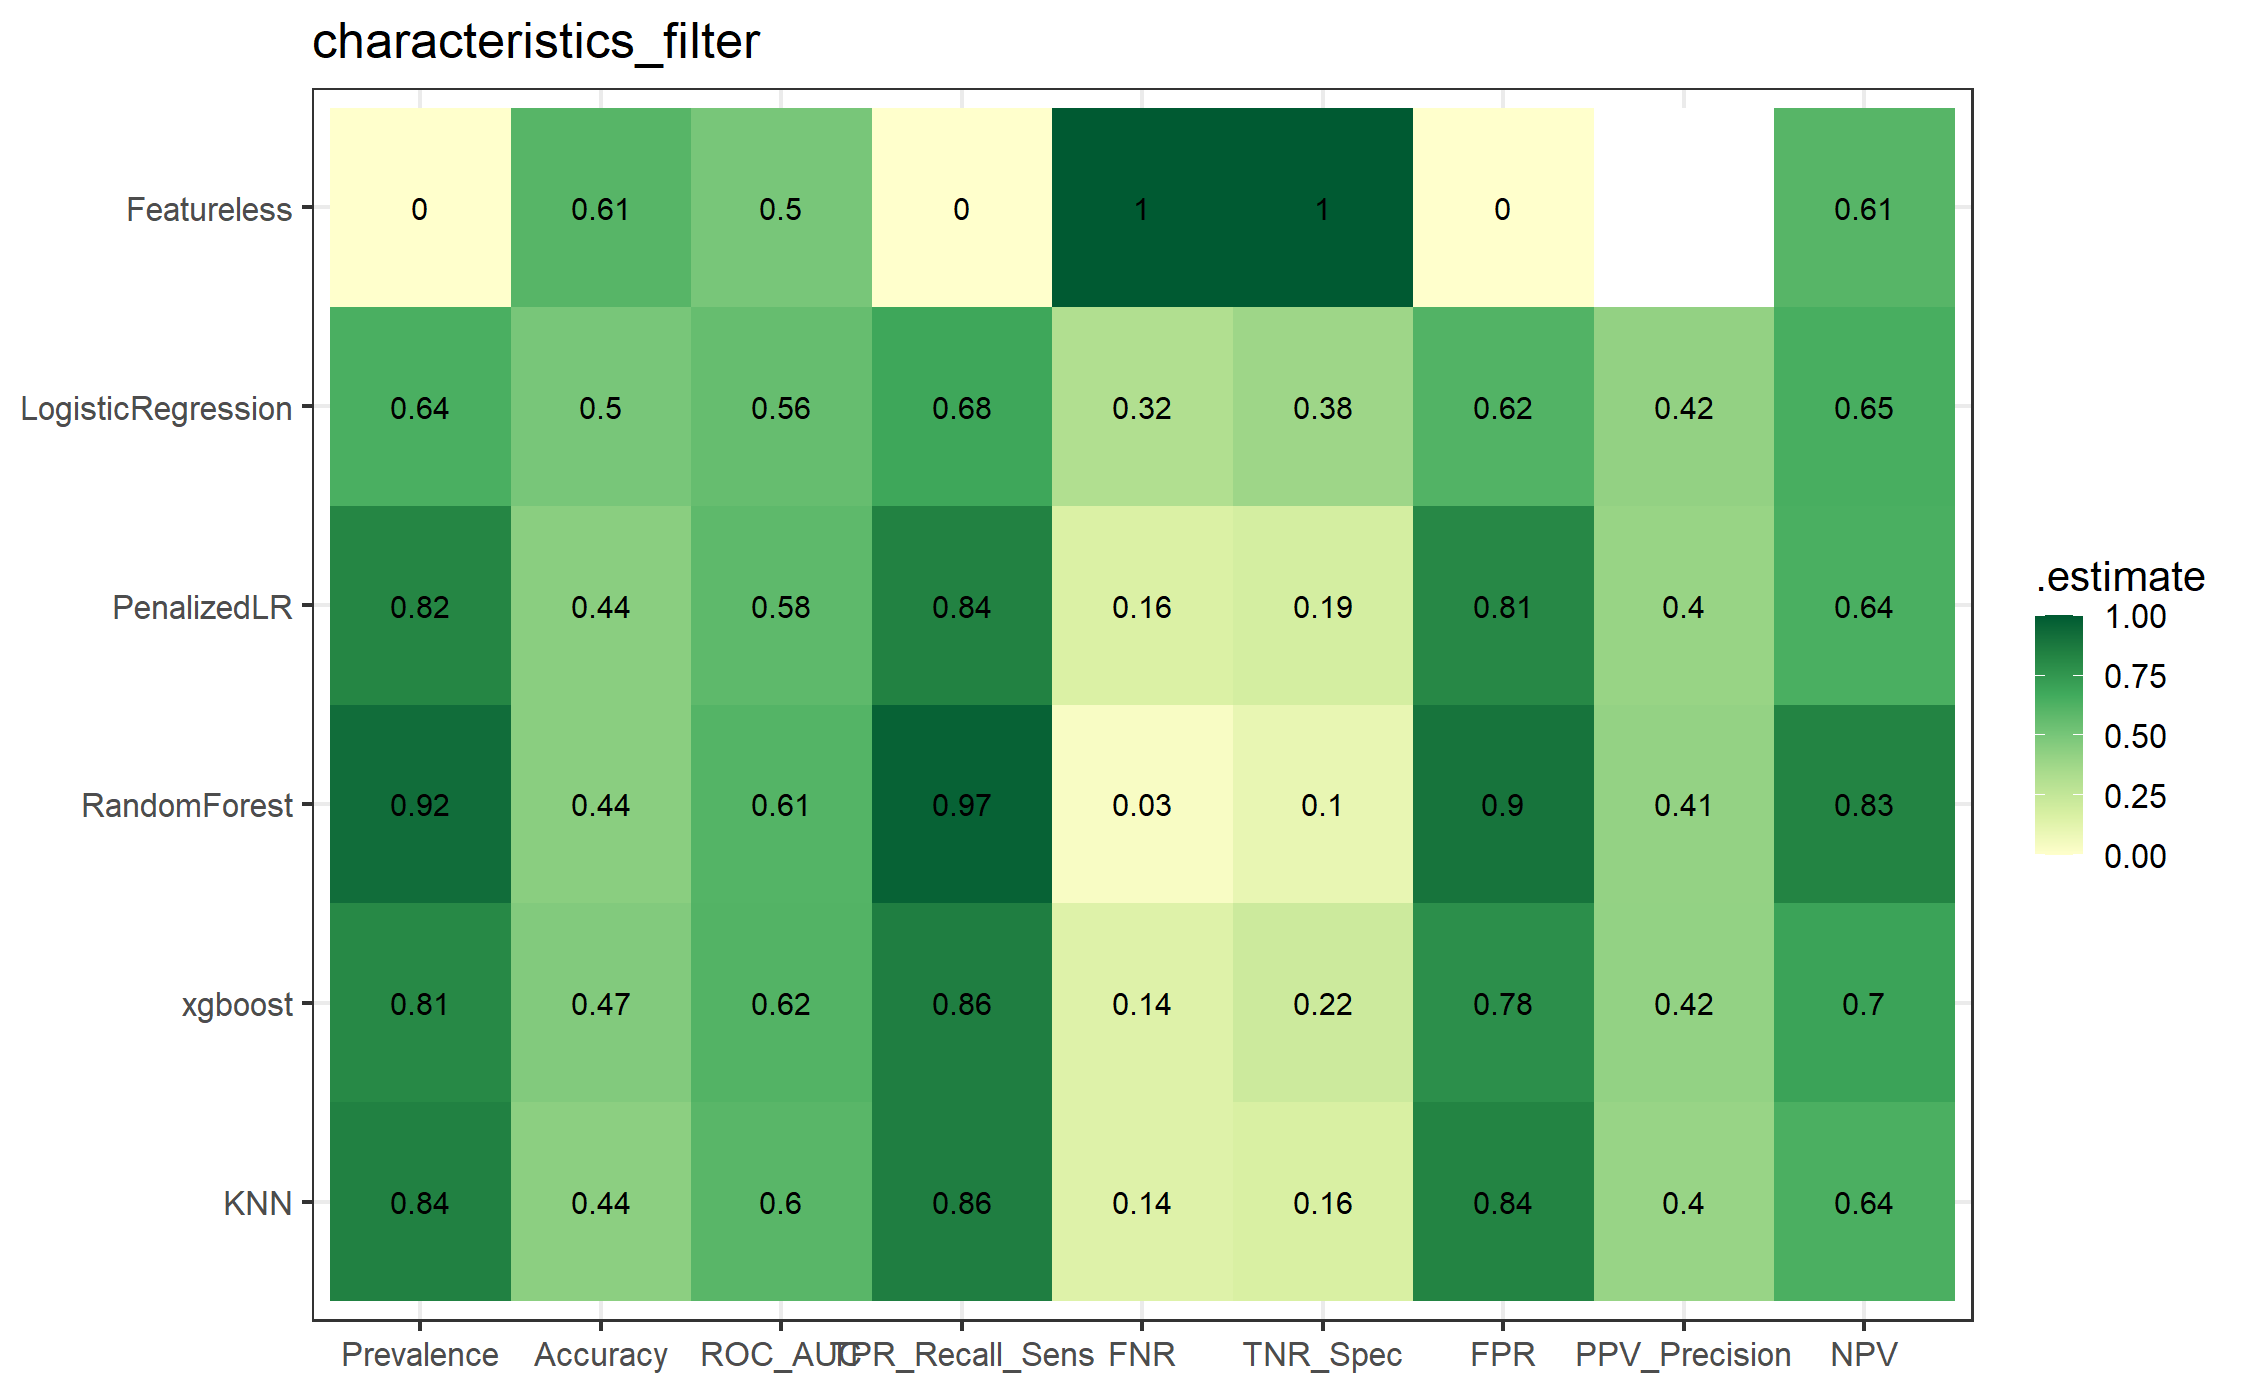 characteristics_filter
Featureless 0 0.61 0.5 0 1 1 0 0.61
LogisticRegression 0.64 0.5 0.56 0.68 0.32 0.38 0.62 0.42 0.65
PenalizedLR 0.82 0.44 0.58 0.84 0.16 0.19 0.81 0.4 0.64
RandomForest 0.92 0.44 0.61 0.97 0.03 0.1 0.9 0.41 0.83
xgboost 0.81 0.47 0.62 0.86 0.14 0.22 0.78 0.42 0.7
KNN 0.84 0.44 0.6 0.86 0.14 0.16 0.84 0.4 0.64
Prevalence Accuracy ROC_AUC TPR_Recall_Sens FNR TNR_Spec FPR PPV_Precision NPV
.estimate
1.00
0.75
0.50
0.25
0.00